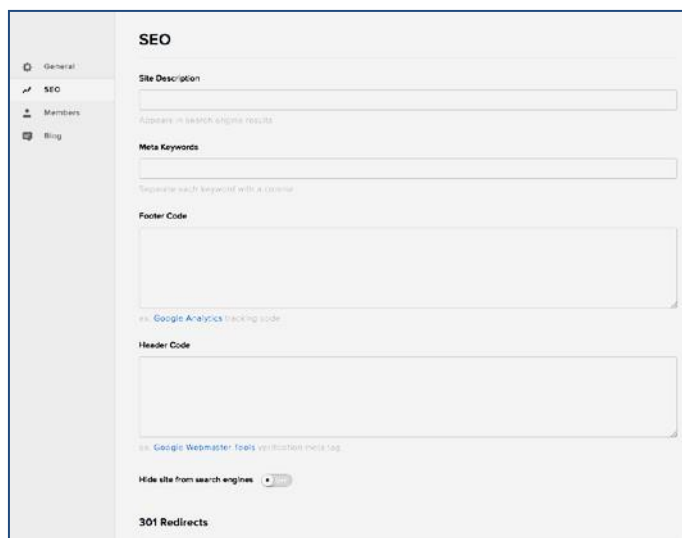 SEO
General
SEO
Members
Blog
Site Description
Appears in search engine results
Meta Keywords
Separate each keyword with a comma
Footer Code
ex. Google Analytics tracking code
Header Code
ex. Google Webmaster Tools verification meta tag
Hide site from search engines
301 Redirects